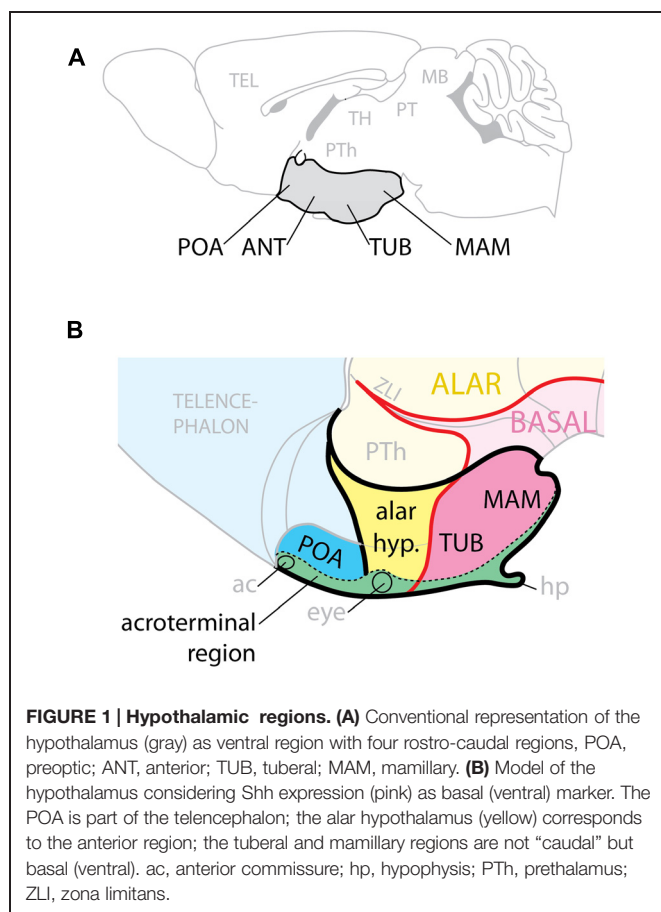 A
TEL
MB
TH
PT
PTh
POA ANT TUB MAM
B
TELENCE-
PHALON
ZLI
ALAR
BASAL
PTh
MAM
alar
hyp.
TUB
POA
ac
eye
hp
acroterminal
region
FIGURE 1 | Hypothalamic regions. (A) Conventional representation of the
hypothalamus (gray) as ventral region with four rostro-caudal regions, POA,
preoptic; ANT, anterior; TUB, tuberal; MAM, mamillary. (B) Model of the
hypothalamus considering Shh expression (pink) as basal (ventral) marker. The
POA is part of the telencephalon; the alar hypothalamus (yellow) corresponds
to the anterior region; the tuberal and mamillary regions are not “caudal” but
basal (ventral). ac, anterior commissure; hp, hypophysis; PTh, prethalamus;
ZLI, zona limitans.